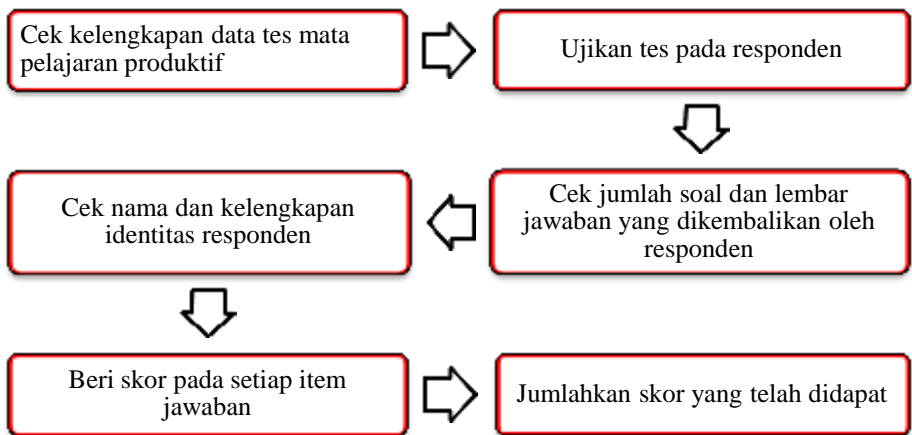 Cek kelengkapan data tes mata
pelajaran produktif
Ujikan tes pada responden
Cek jumlah soal dan lembar
jawaban yang dikembalikan oleh
responden
Cek nama dan kelengkapan
identitas responden
Beri skor pada setiap item
jawaban
Jumlahkan skor yang telah didapat